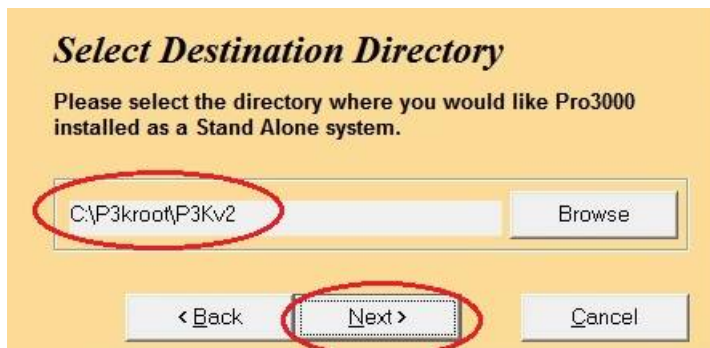 Select Destination Directory
Please select the directory where you would like Pro3000
installed as a Stand Alone system.
C:\P3kroot\P3Kv2
Browse
< Back
Next >
Cancel